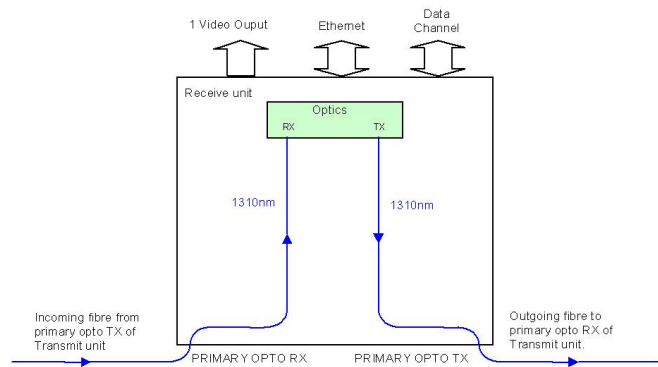 1 Video Ouput
Ethernet
Data
Channel
Receive unit
Optics
RX
TX
1310nm
1310nm
Incoming fibre from
primary opto TX of
Transmit unit
Outgoing fibre to
primary opto RX of
Transmit unit.
PRIMARY OPTO RX
PRIMARY OPTO TX